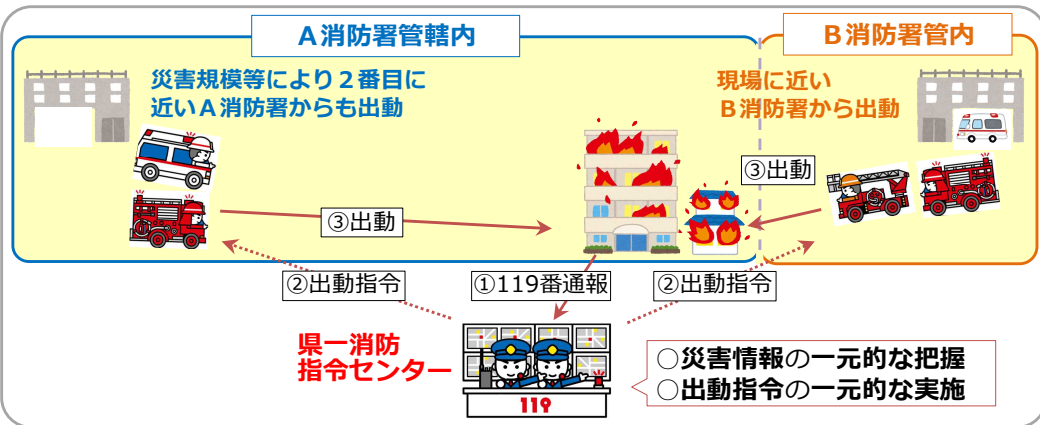 A消防署管轄内
B消防署管内
災害規模等により２番目に
近いA消防署からも出動
現場に近い
B消防署から出動
③出動
③出動
②出動指令
①119番通報
②出動指令
県一消防
指令センター
119
○災害情報の一元的な把握
○出動指令の一元的な実施